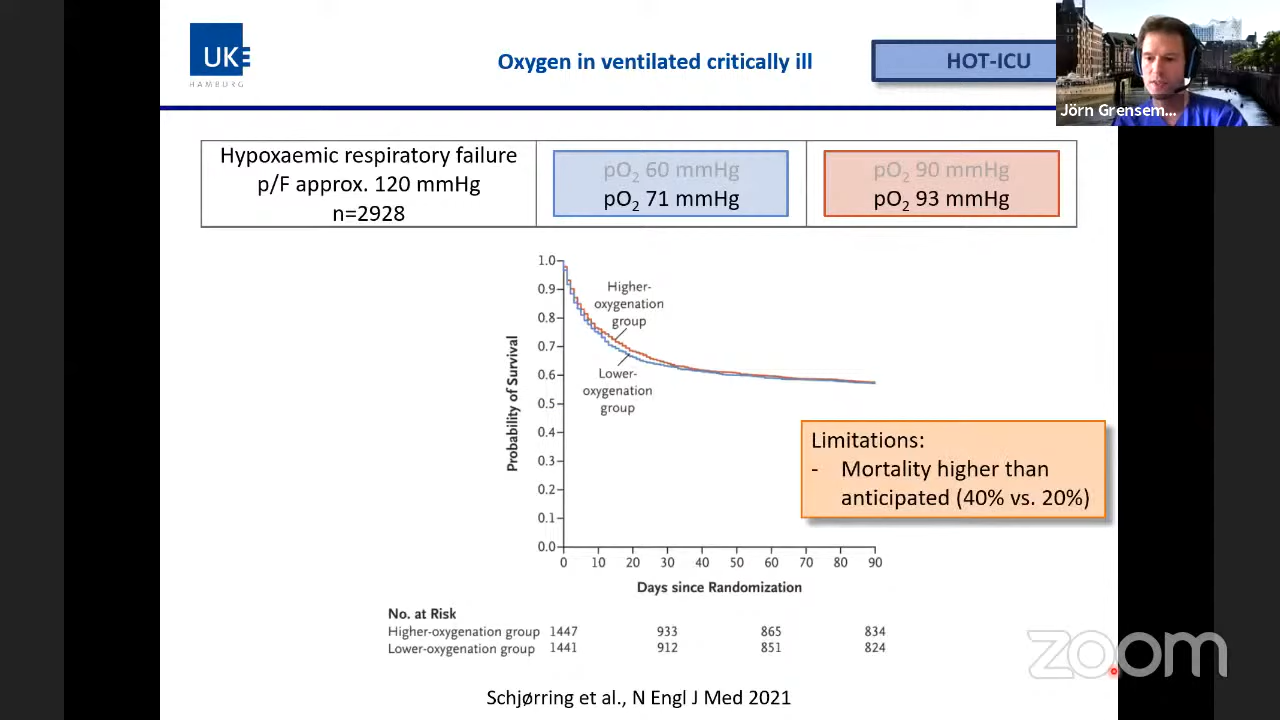 UKE
HAMBURG
Oxygen in ventilated critically ill
HOT-ICU
Jörn Grensem...
Hypoxaemic respiratory failure
p/F approx. 120 mmHg
n=2928
pO₂ 60 mmHg
pO₂ 71 mmHg
pO₂ 90 mmHg
pO₂ 93 mmHg
Probability of Survival
1.0
0.9
0.8
0.7
0.6
0.5
0.4
0.3
0.2
0.1
0.0
Higher-
oxygenation
group
Lower-
oxygenation
group
0 10 20 30 40 50 60 70 80 90
Days since Randomization
Limitations:
- Mortality higher than
anticipated (40% vs. 20%)
No. at Risk
Higher-oxygenation group 1447 933 865 834
Lower-oxygenation group 1441 912 851 824
zoom
Schjørring et al., N Engl J Med 2021